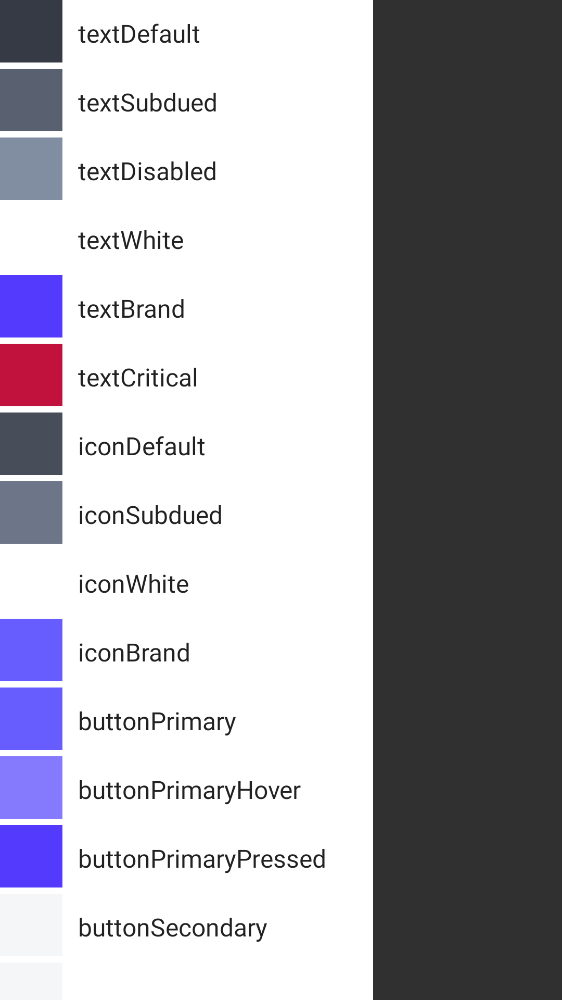 textDefault
textSubdued
textDisabled
textWhite
textBrand
textCritical
iconDefault
iconSubdued
iconWhite
iconBrand
buttonPrimary
buttonPrimaryHover
buttonPrimaryPressed
buttonSecondary